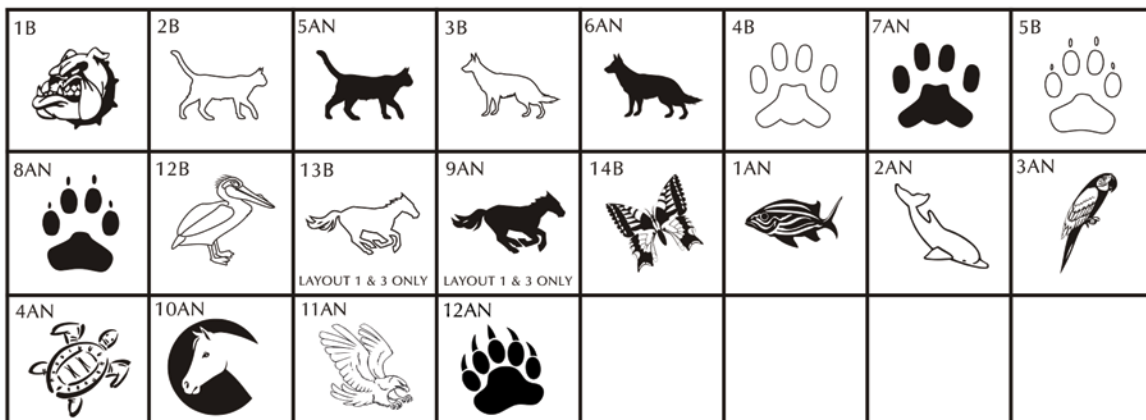 1B
2B
5AN
3B
6AN
4B
7AN
5B
8AN
12B
13B
9AN
14B
1AN
2AN
3AN
LAYOUT 1 & 3 ONLY
LAYOUT 1 & 3 ONLY
4AN
10AN
11AN
12AN